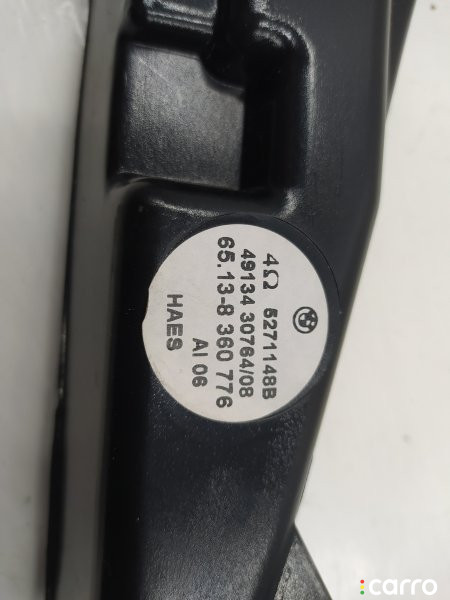 4Ω 5271148B
49134 30764/08
65.13-8 360 776
AI 06
HAES
carro